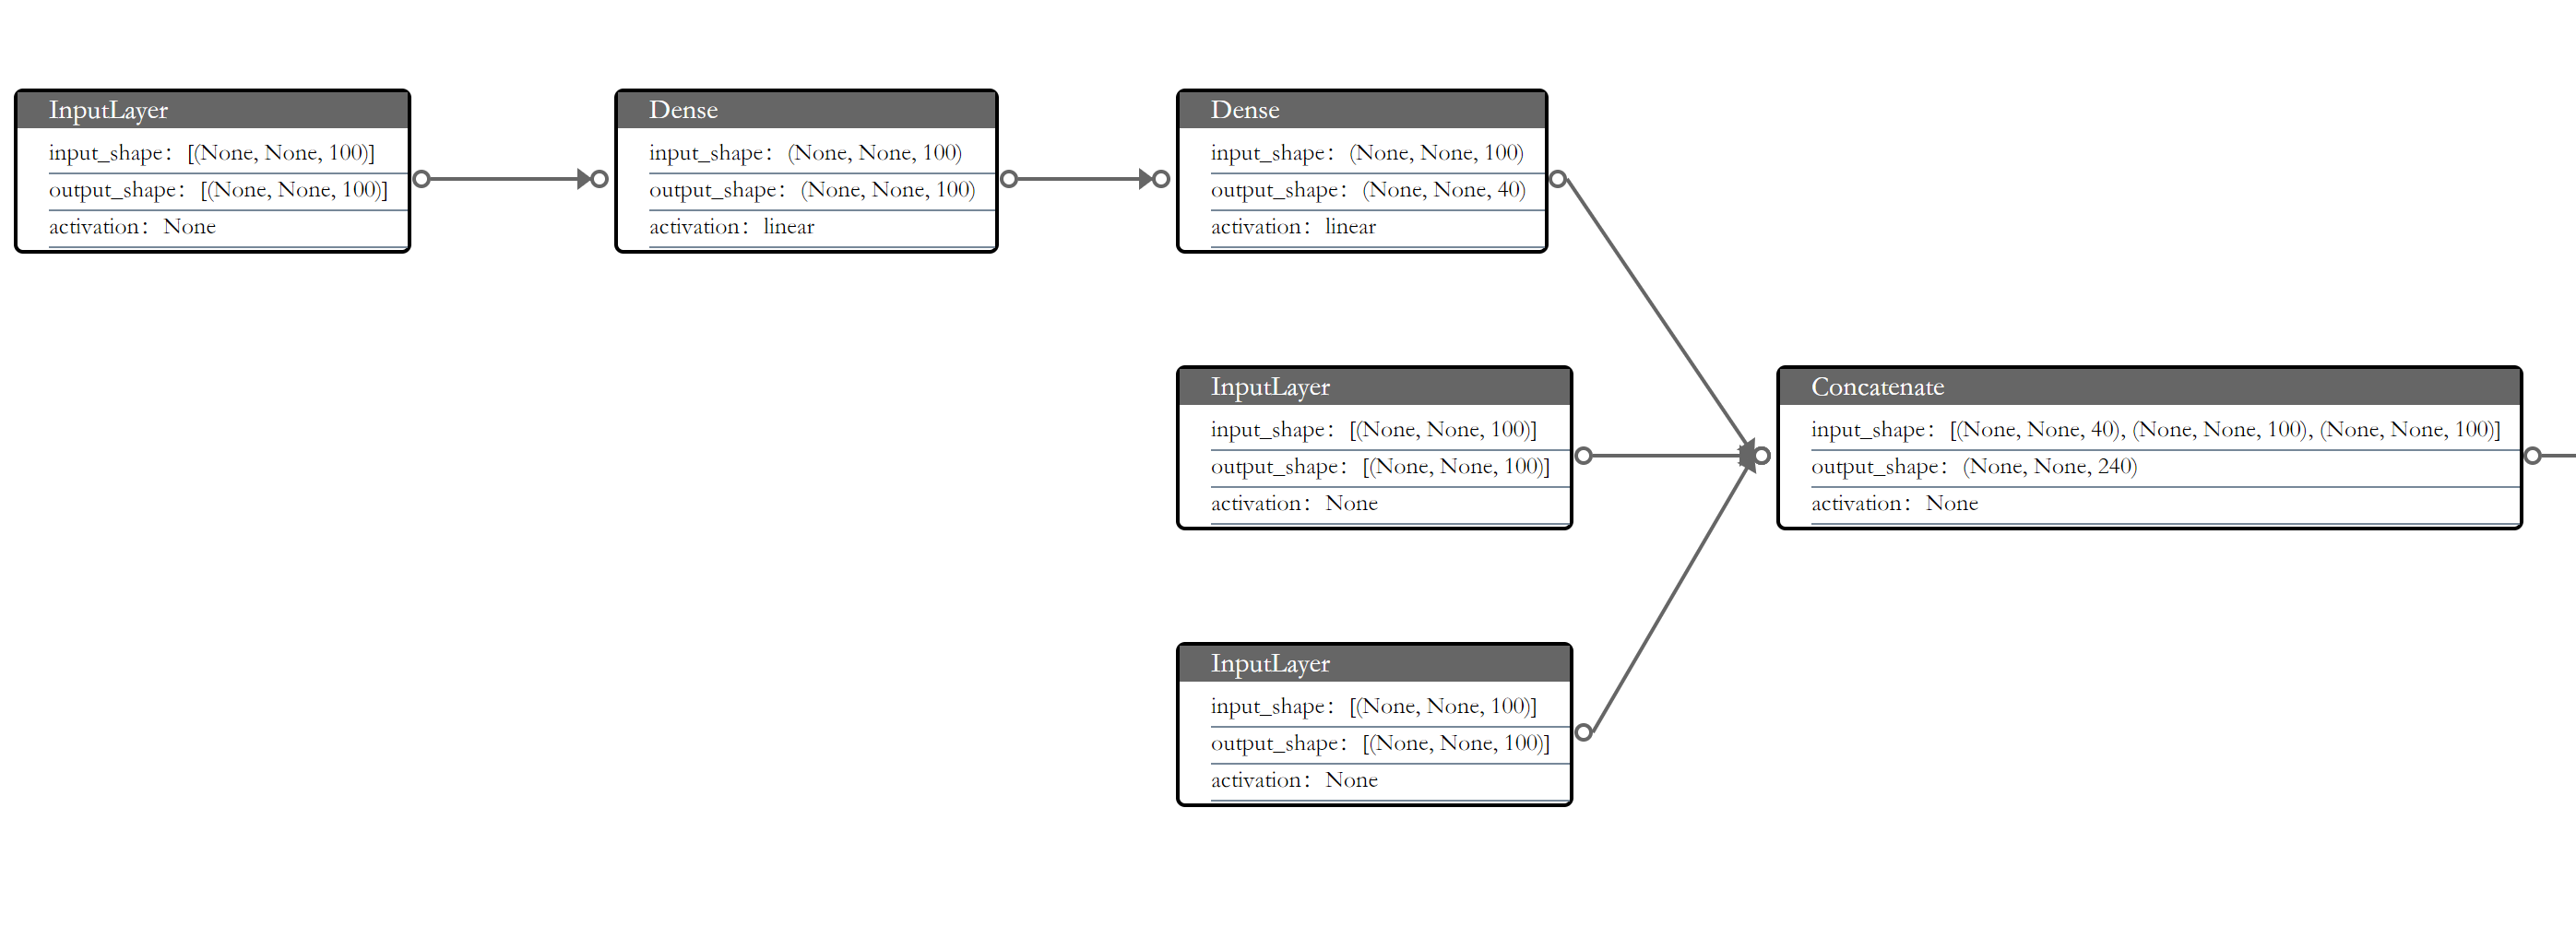 InputLayer
input_shape：[(None, None, 100)]
output_shape：[(None, None, 100)]
activation：None
Dense
input_shape：(None, None, 100)
output_shape：(None, None, 100)
activation：linear
Dense
input_shape：(None, None, 100)
output_shape：(None, None, 40)
activation：linear
InputLayer
input_shape：[(None, None, 100)]
output_shape：[(None, None, 100)]
activation：None
Concatenate
input_shape：[(None, None, 40), (None, None, 100), (None, None, 100)]
output_shape：(None, None, 240)
activation：None
InputLayer
input_shape：[(None, None, 100)]
output_shape：[(None, None, 100)]
activation：None